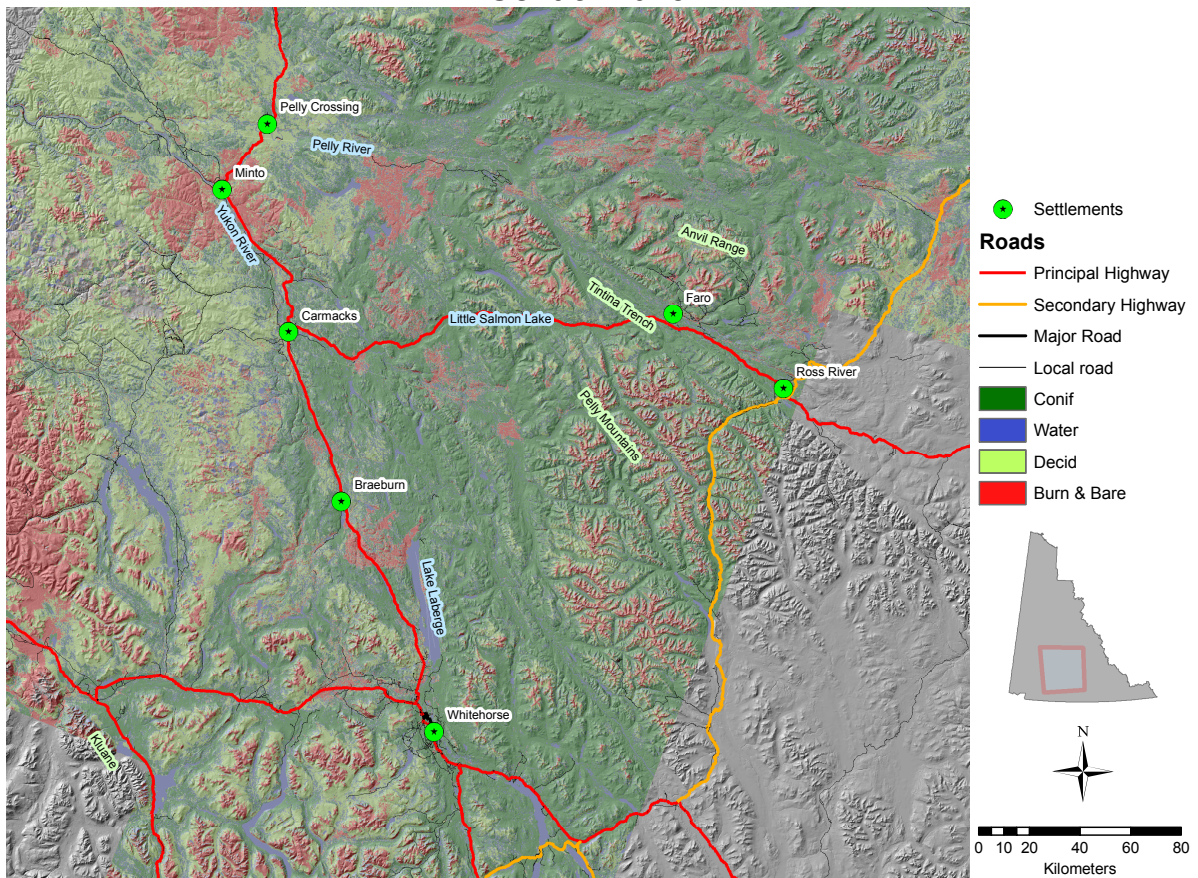 Pelly Crossing
Pelly River
Minto
Yukon River
Anvil Range
Tintina Trench
Faro
Carmacks
Little Salmon Lake
Ross River
Pelly Mountains
Braeburn
Lake Laberge
Whitehorse
Kluane
Settlements
Roads
Principal Highway
Secondary Highway
Major Road
Local road
Conif
Water
Decid
Burn & Bare
N
0 10 20 40 60 80
Kilometers